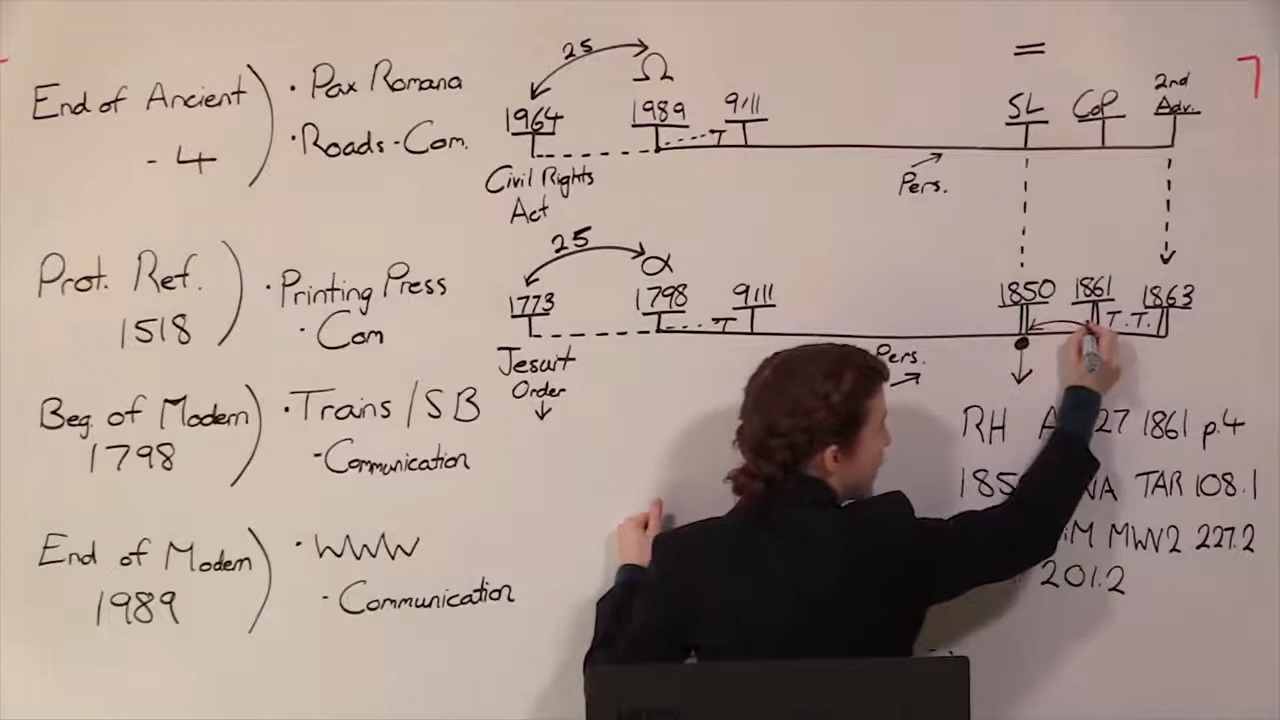 End of Ancient
- 4
• Pax Romana
• Roads - Com.
Prot. Ref.
1518
• Printing Press
• Com
Beg. of Modern
1798
• Trains / SB
- Communication
End of Modern
1989
• WWW
- Communication
25
Ω
1964
1989
9/11
T
=
SL
CoP
2nd
Adv.
7
Civil Rights
Act
Pers.
25
α
1773
1798
9/11
T
1850
1861
1863
T.T.
Jesuit
Order
Pers.
RH 27 1861 p.4
TAR 108.1
MWV2 227.2
201.2